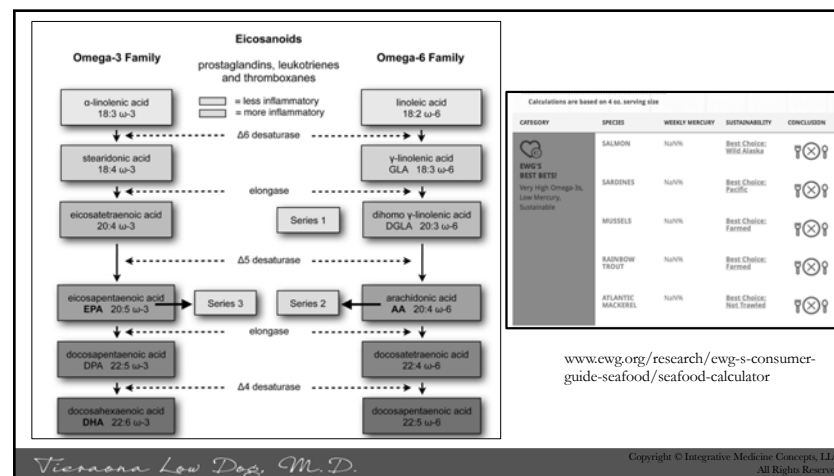 Eicosanoids
Omega-3 Family
prostaglandins, leukotrienes
and thromboxanes
Omega-6 Family
α-linolenic acid
18:3 ω-3
= less inflammatory
= more inflammatory
linoleic acid
18:2 ω-6
Δ6 desaturase
stearidonic acid
18:4 ω-3
γ-linolenic acid
GLA 18:3 ω-6
elongase
eicosatetraenoic acid
20:4 ω-3
Series 1
dihomo γ-linolenic acid
DGLA 20:3 ω-6
Δ5 desaturase
eicosapentaenoic acid
EPA 20:5 ω-3
Series 3
Series 2
arachidonic acid
AA 20:4 ω-6
elongase
docosapentaenoic acid
DPA 22:5 ω-3
docosatetraenoic acid
22:4 ω-6
Δ4 desaturase
docosahexaenoic acid
DHA 22:6 ω-3
docosapentaenoic acid
22:5 ω-6
Calculations are based on 4 oz. serving size
CATEGORY SPECIES WEEKLY MERCURY SUSTAINABILITY CONCLUSION
EWG'S
BEST BETS!
Very High Omega-3s,
Low Mercury,
Sustainable
SALMON NaN% Best Choice:
Wild Alaska
SARDINES NaN% Best Choice:
Pacific
MUSSELS NaN% Best Choice:
Farmed
RAINBOW
TROUT NaN% Best Choice:
Farmed
ATLANTIC
MACKEREL NaN% Best Choice:
Not Trawled
www.ewg.org/research/ewg-s-consumer-
guide-seafood/seafood-calculator
Tieraona Low Dog, M.D.
Copyright © Integrative Medicine Concepts,
All Rights